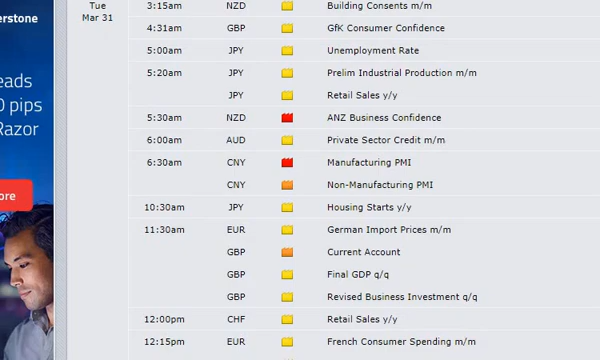 Tue
Mar 31
3:15am NZD Building Consents m/m
4:31am GBP GfK Consumer Confidence
5:00am JPY Unemployment Rate
5:20am JPY Prelim Industrial Production m/m
JPY Retail Sales y/y
5:30am NZD ANZ Business Confidence
6:00am AUD Private Sector Credit m/m
6:30am CNY Manufacturing PMI
CNY Non-Manufacturing PMI
10:30am JPY Housing Starts y/y
11:30am EUR German Import Prices m/m
GBP Current Account
GBP Final GDP q/q
GBP Revised Business Investment q/q
12:00pm CHF Retail Sales y/y
12:15pm EUR French Consumer Spending m/m
erstone
eads
0 pips
Razor
ore